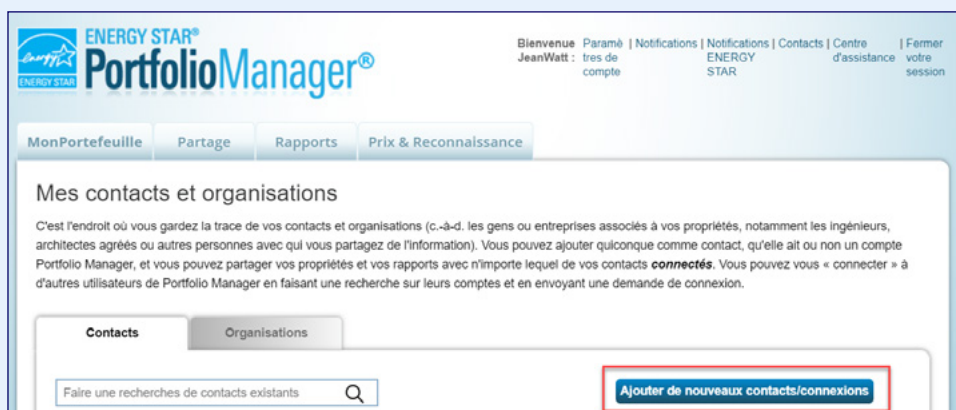 ENERGY STAR®
PortfolioManager®
energy
ENERGY STAR
Bienvenue JeanWatt :
Paramè
tres de
compte
| Notifications
| Notifications
ENERGY
STAR
| Contacts
| Centre
d'assistance
| Fermer
votre
session
MonPortefeuille
Partage
Rapports
Prix & Reconnaissance
Mes contacts et organisations
C'est l'endroit où vous gardez la trace de vos contacts et organisations (c.-à-d. les gens ou entreprises associés à vos propriétés, notamment les ingénieurs,
architectes agréés ou autres personnes avec qui vous partagez de l'information). Vous pouvez ajouter quiconque comme contact, qu'elle ait ou non un compte
Portfolio Manager, et vous pouvez partager vos propriétés et vos rapports avec n'importe lequel de vos contacts connectés. Vous pouvez vous « connecter » à
d'autres utilisateurs de Portfolio Manager en faisant une recherche sur leurs comptes et en envoyant une demande de connexion.
Contacts
Organisations
Faire une recherches de contacts existants
Ajouter de nouveaux contacts/connexions